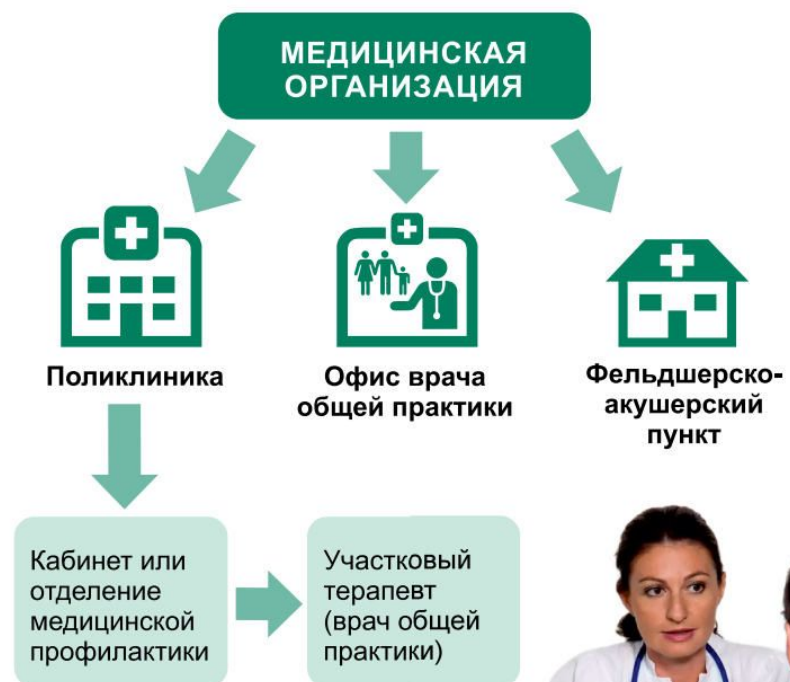 МЕДИЦИНСКАЯ
ОРГАНИЗАЦИЯ
Поликлиника
Офис врача
общей практики
Фельдшерско-
акушерский
пункт
Кабинет или
отделение
медицинской
профилактики
Участковый
терапевт
(врач общей
практики)